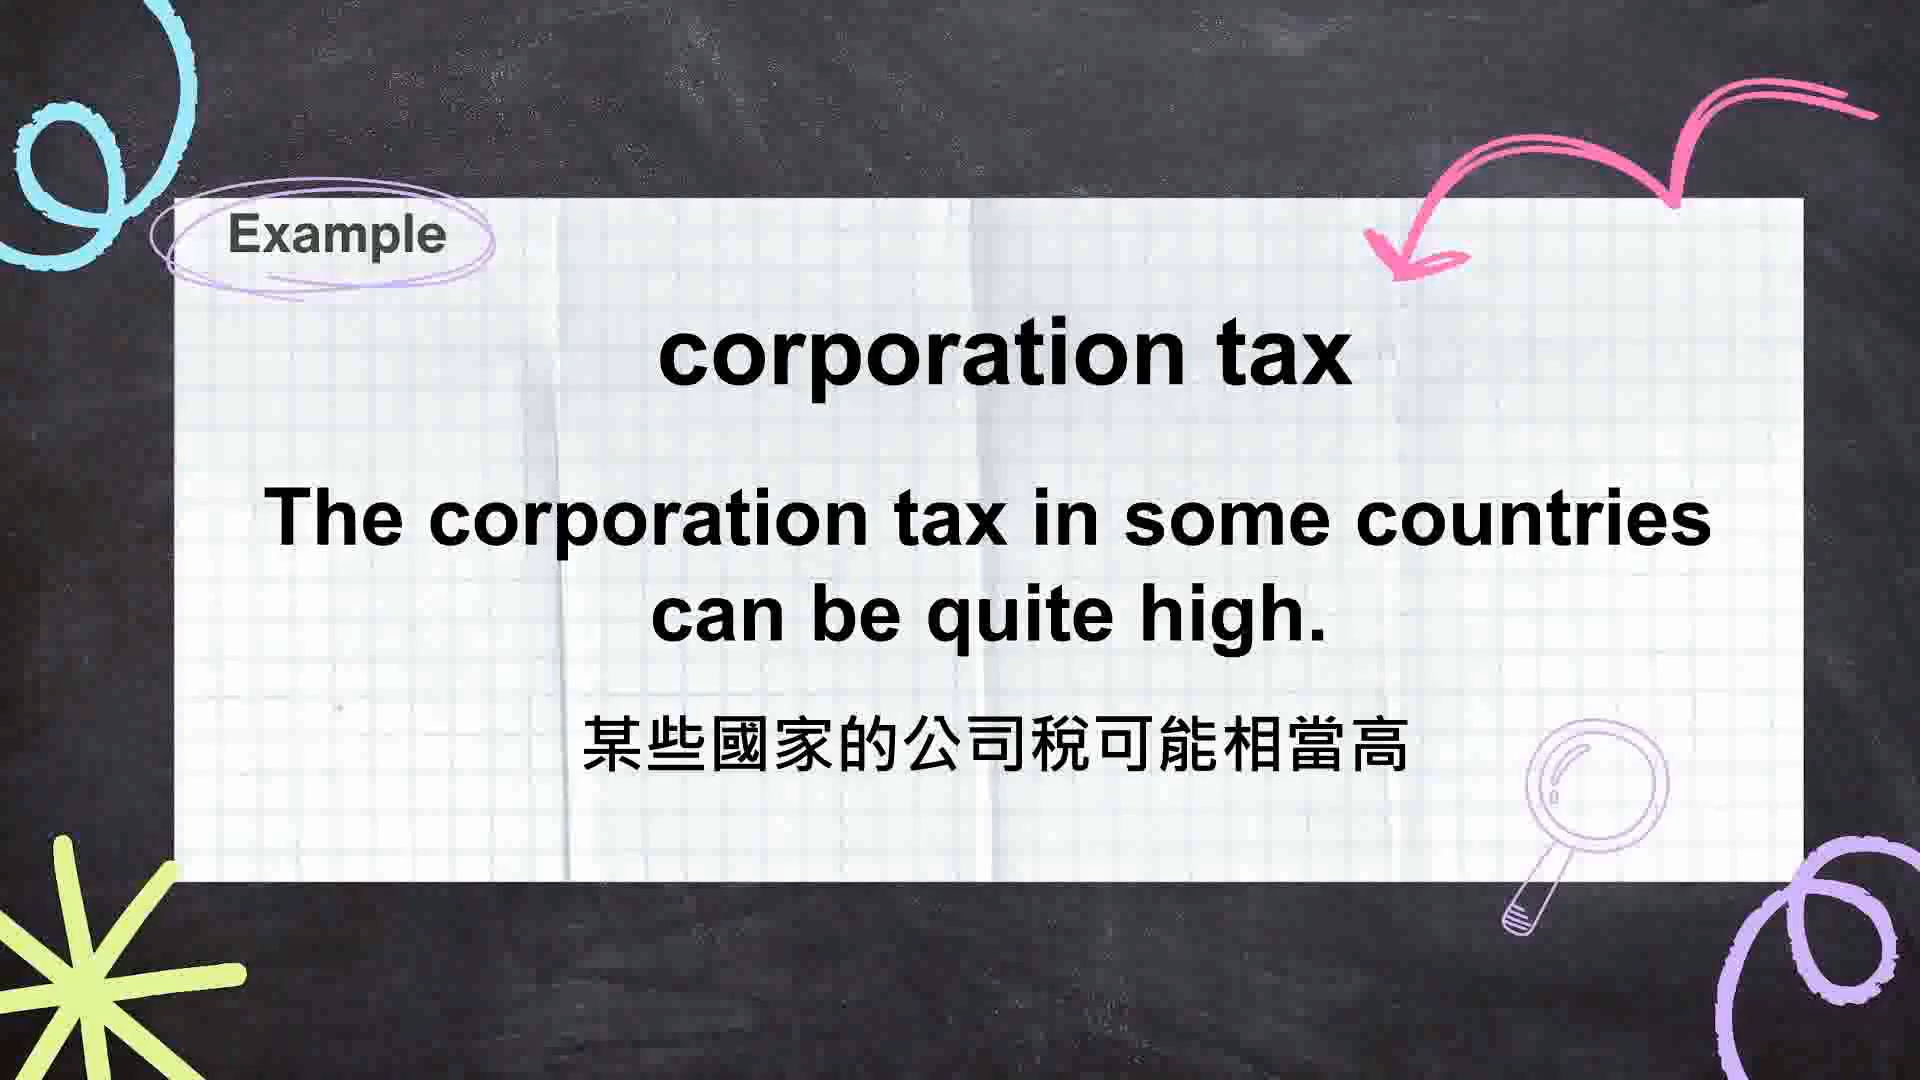 Example
corporation tax
The corporation tax in some countries
can be quite high.
某些國家的公司稅可能相當高